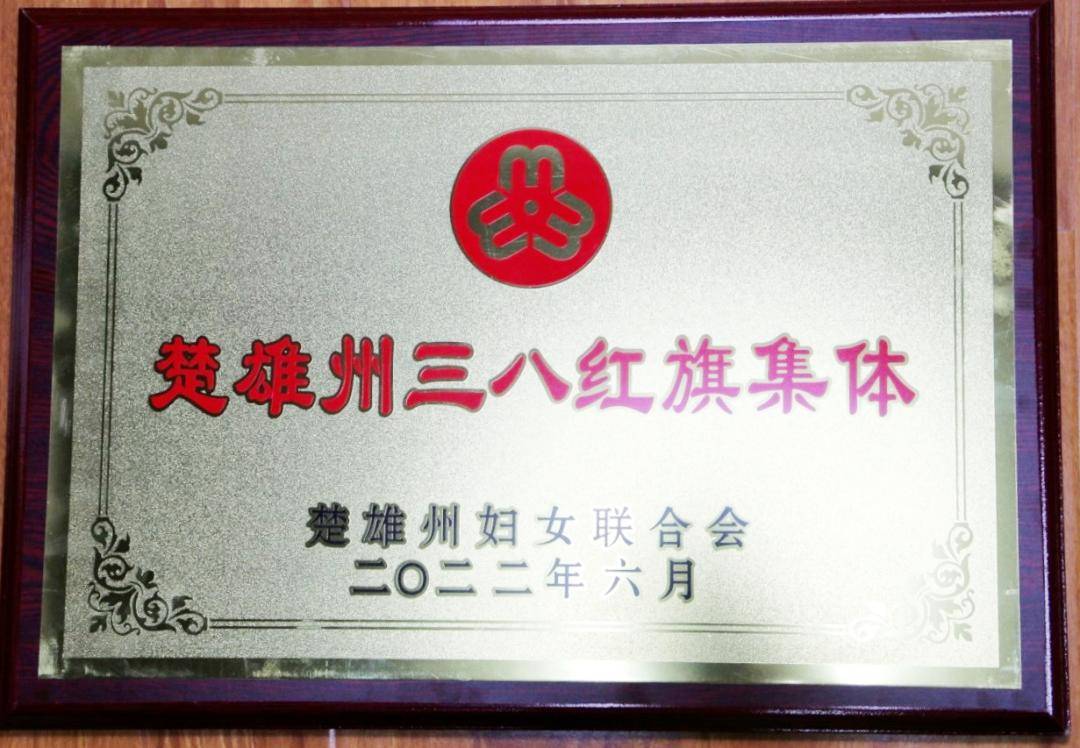 楚雄州三八红旗集体
楚雄州妇女联合会
二〇二二年六月